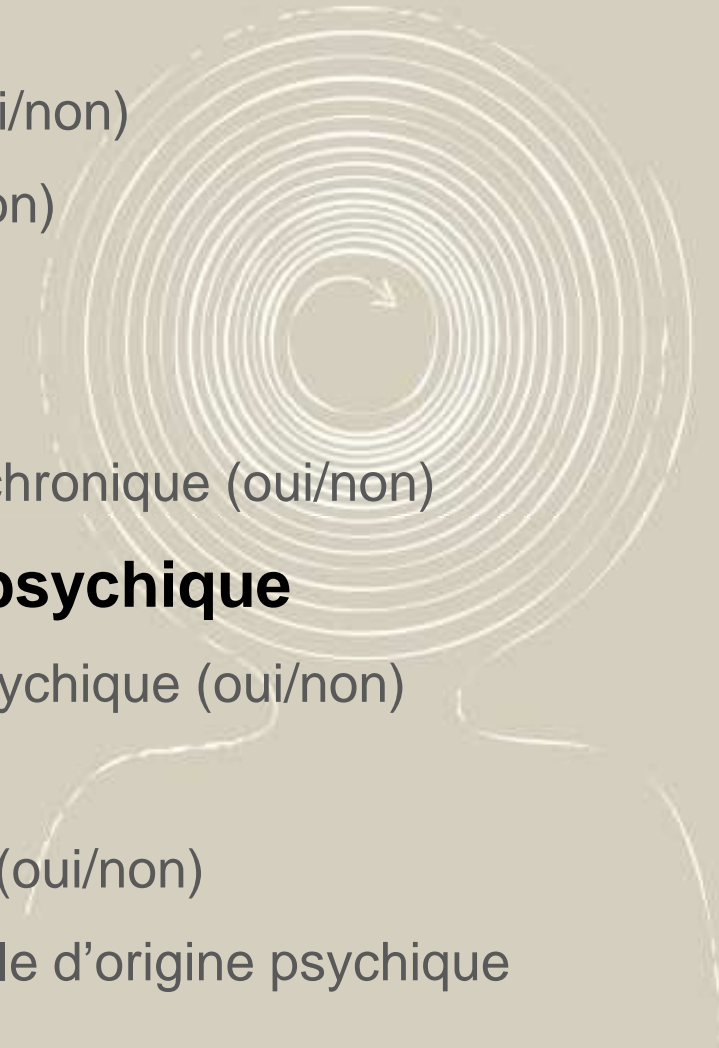 i/non)
on)
chronique (oui/non)
psychique
ychique (oui/non)
(oui/non)
le d’origine psychique